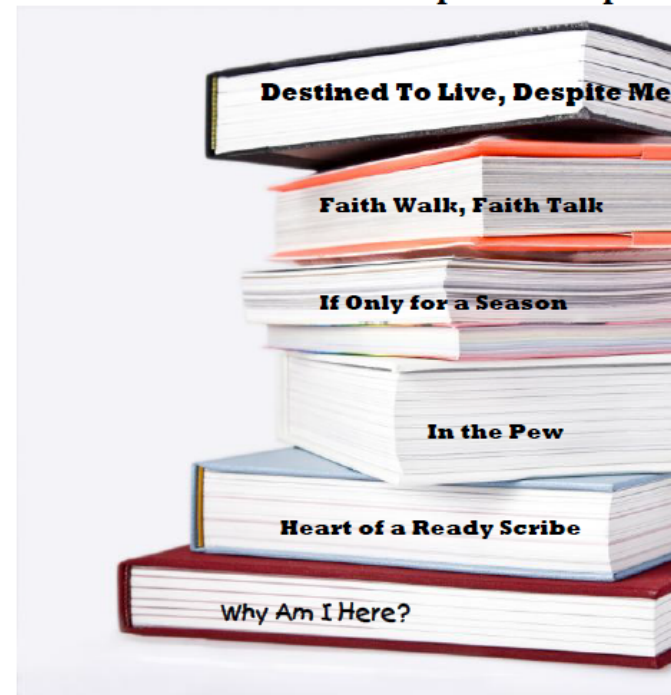 Destined To Live, Despite Me
Faith Walk, Faith Talk
If Only for a Season
In the Pew
Heart of a Ready Scribe
Why Am I Here?